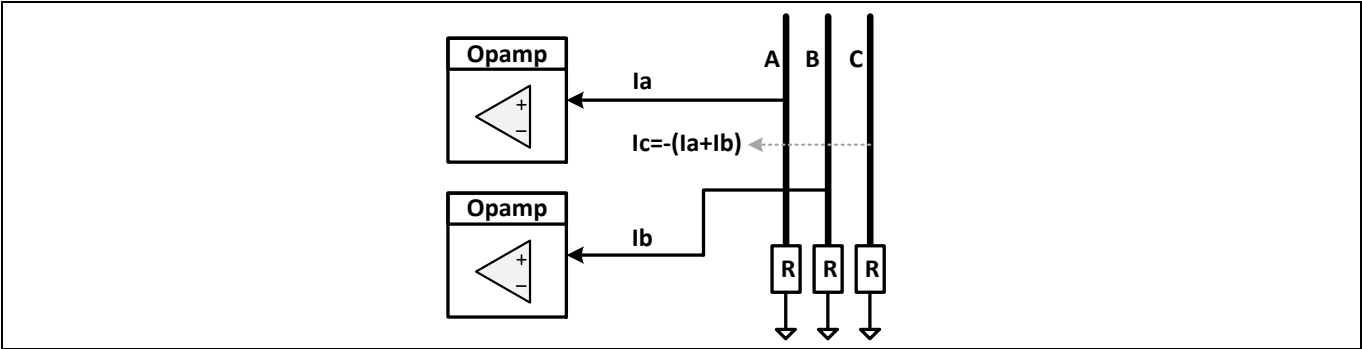 Opamp
+
−
Ia
A B C
Ic=-(Ia+Ib)
Opamp
+
−
Ib
R R R